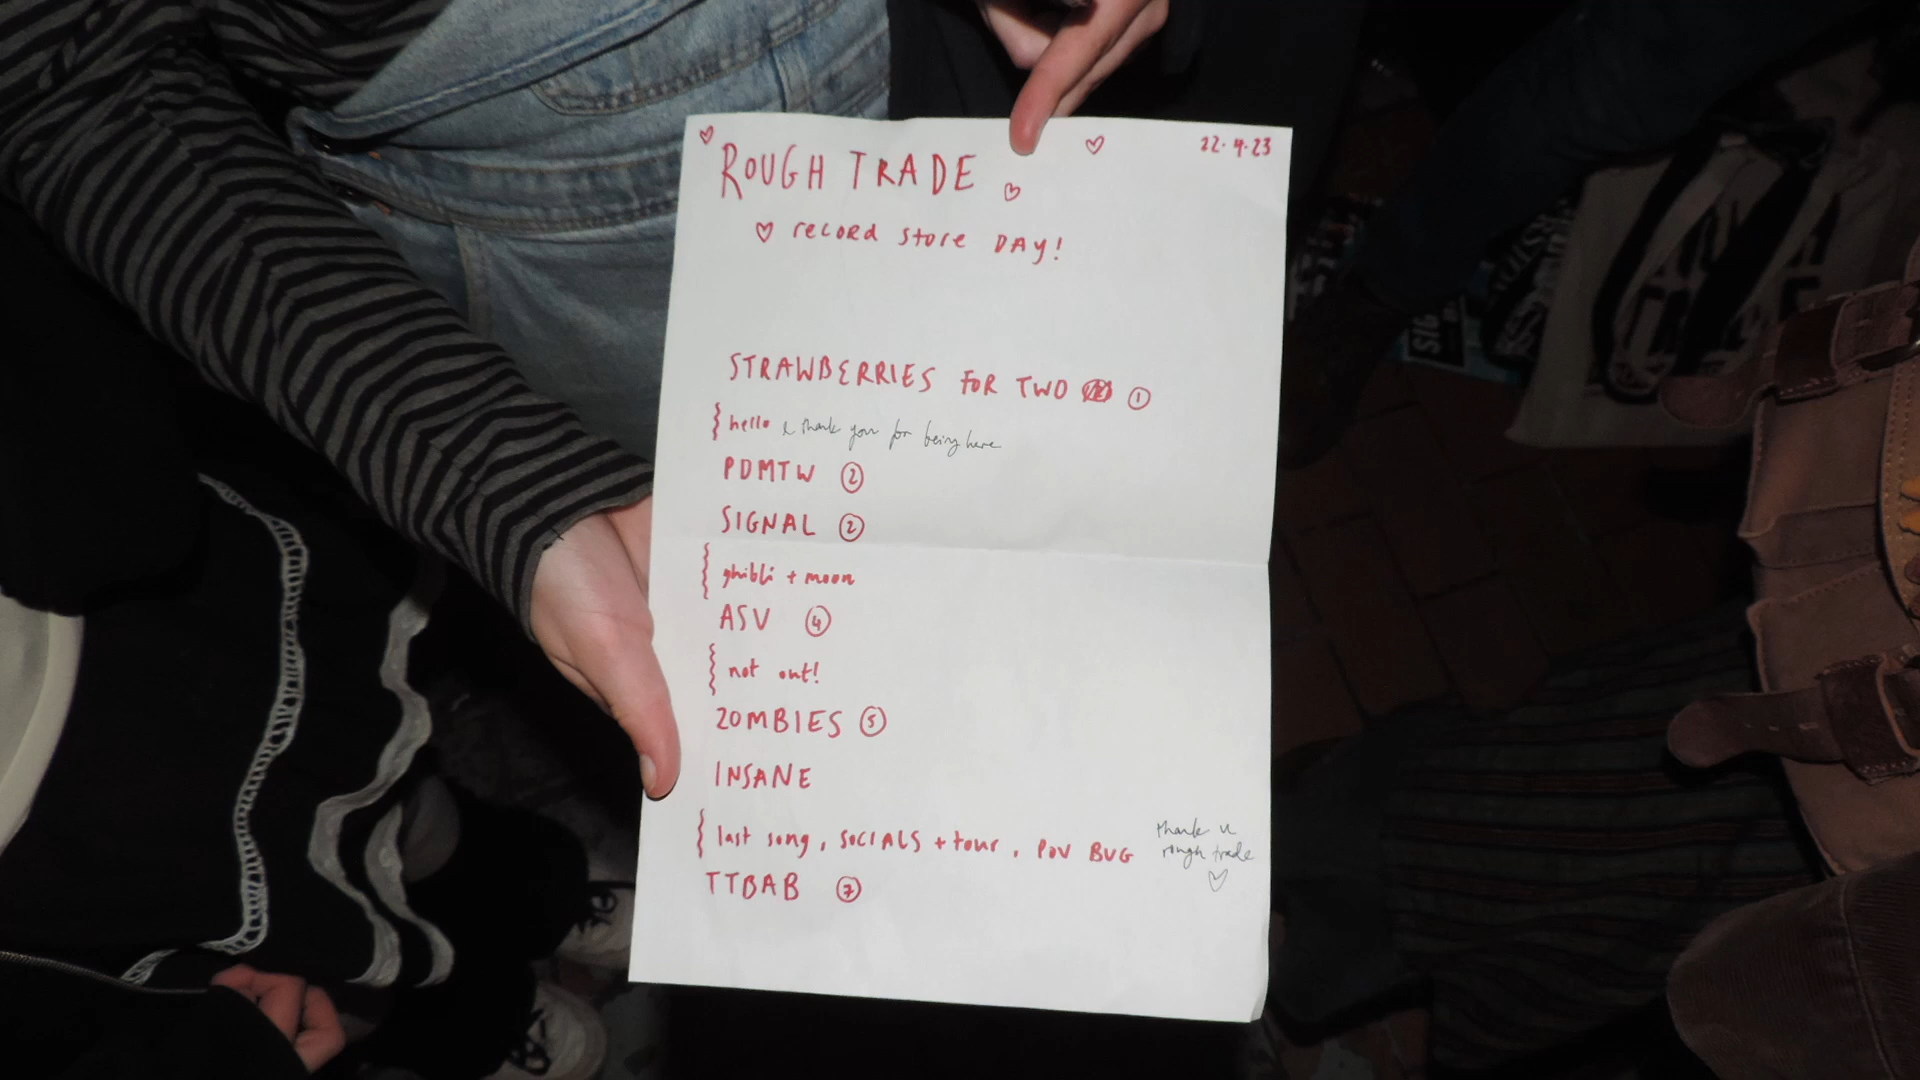 ROUGH TRADE
22.4.23
record store DAY!
STRAWBERRIES FOR TWO 1
hello & thank you for being here
PDMTW 2
SIGNAL 2
ghibli + moon
ASV 4
not out!
ZOMBIES 5
INSANE
last song, SOCIALS + tour, POV BUG
thank u
rough trade
TTBAB 7
SIG